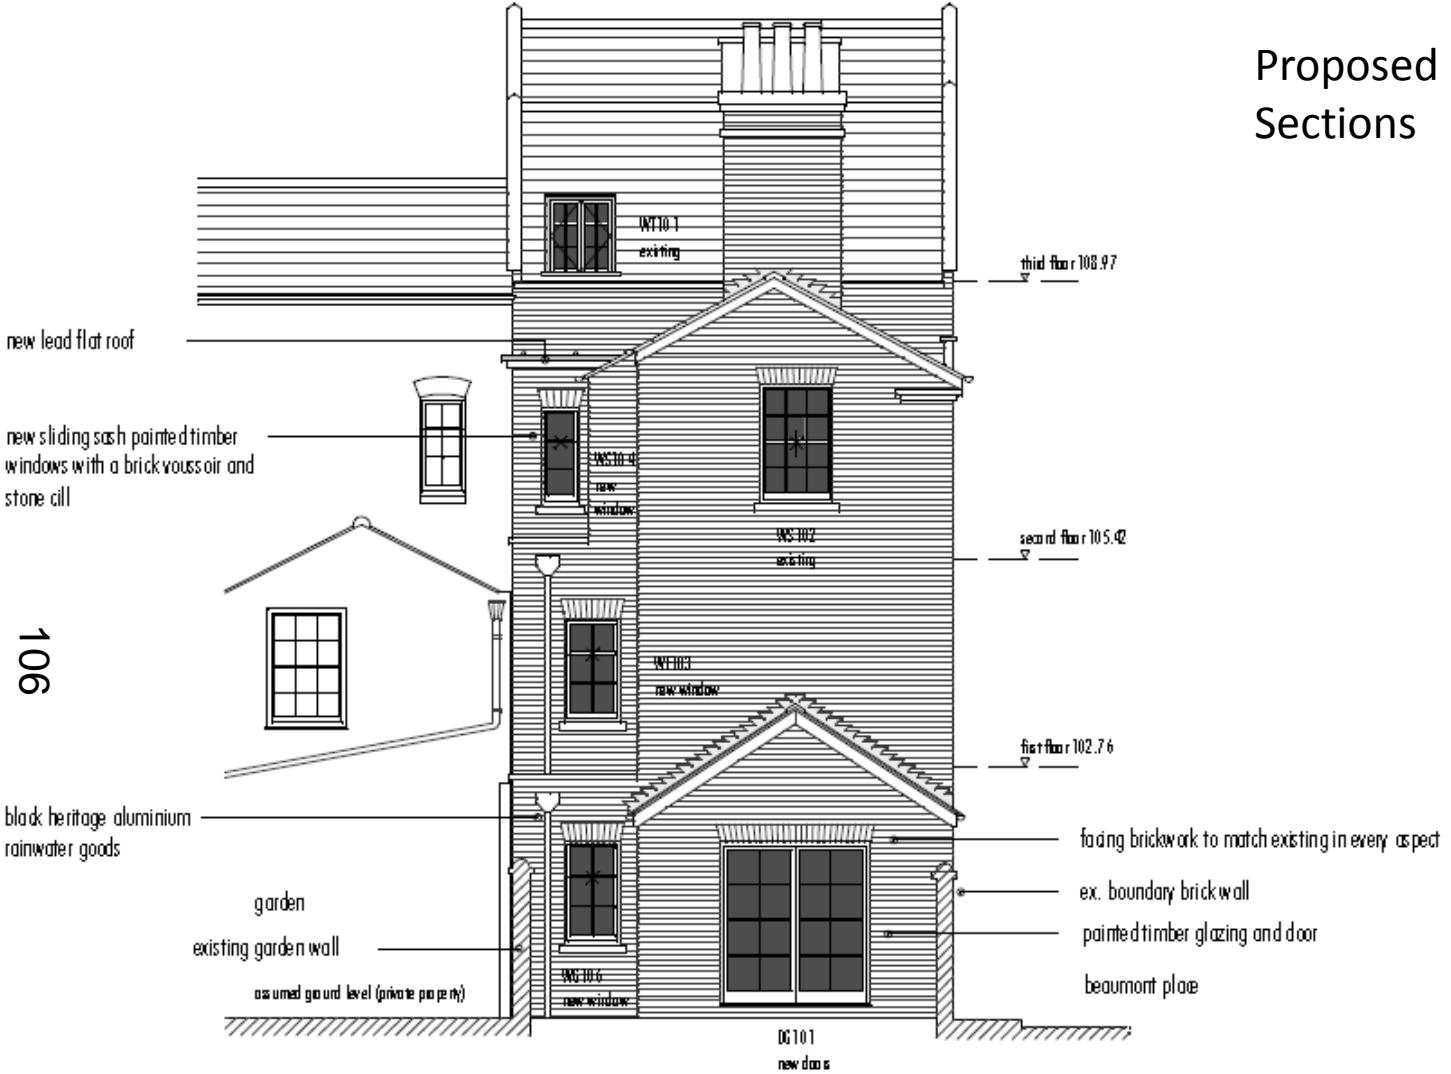 Proposed
Sections
WT10 1
existing
third floor 108.97
new lead flat roof
new sliding sash painted timber
windows with a brick voussoir and
stone cill
WS10 4
new
window
WS102
existing
second floor 105.42
106
WF103
new window
first floor 102.76
black heritage aluminium
rainwater goods
facing brickwork to match existing in every aspect
garden
ex. boundary brick wall
existing garden wall
painted timber glazing and door
assumed ground level (private property)
beaumont place
WG 10 6
new window
DG101
new doors